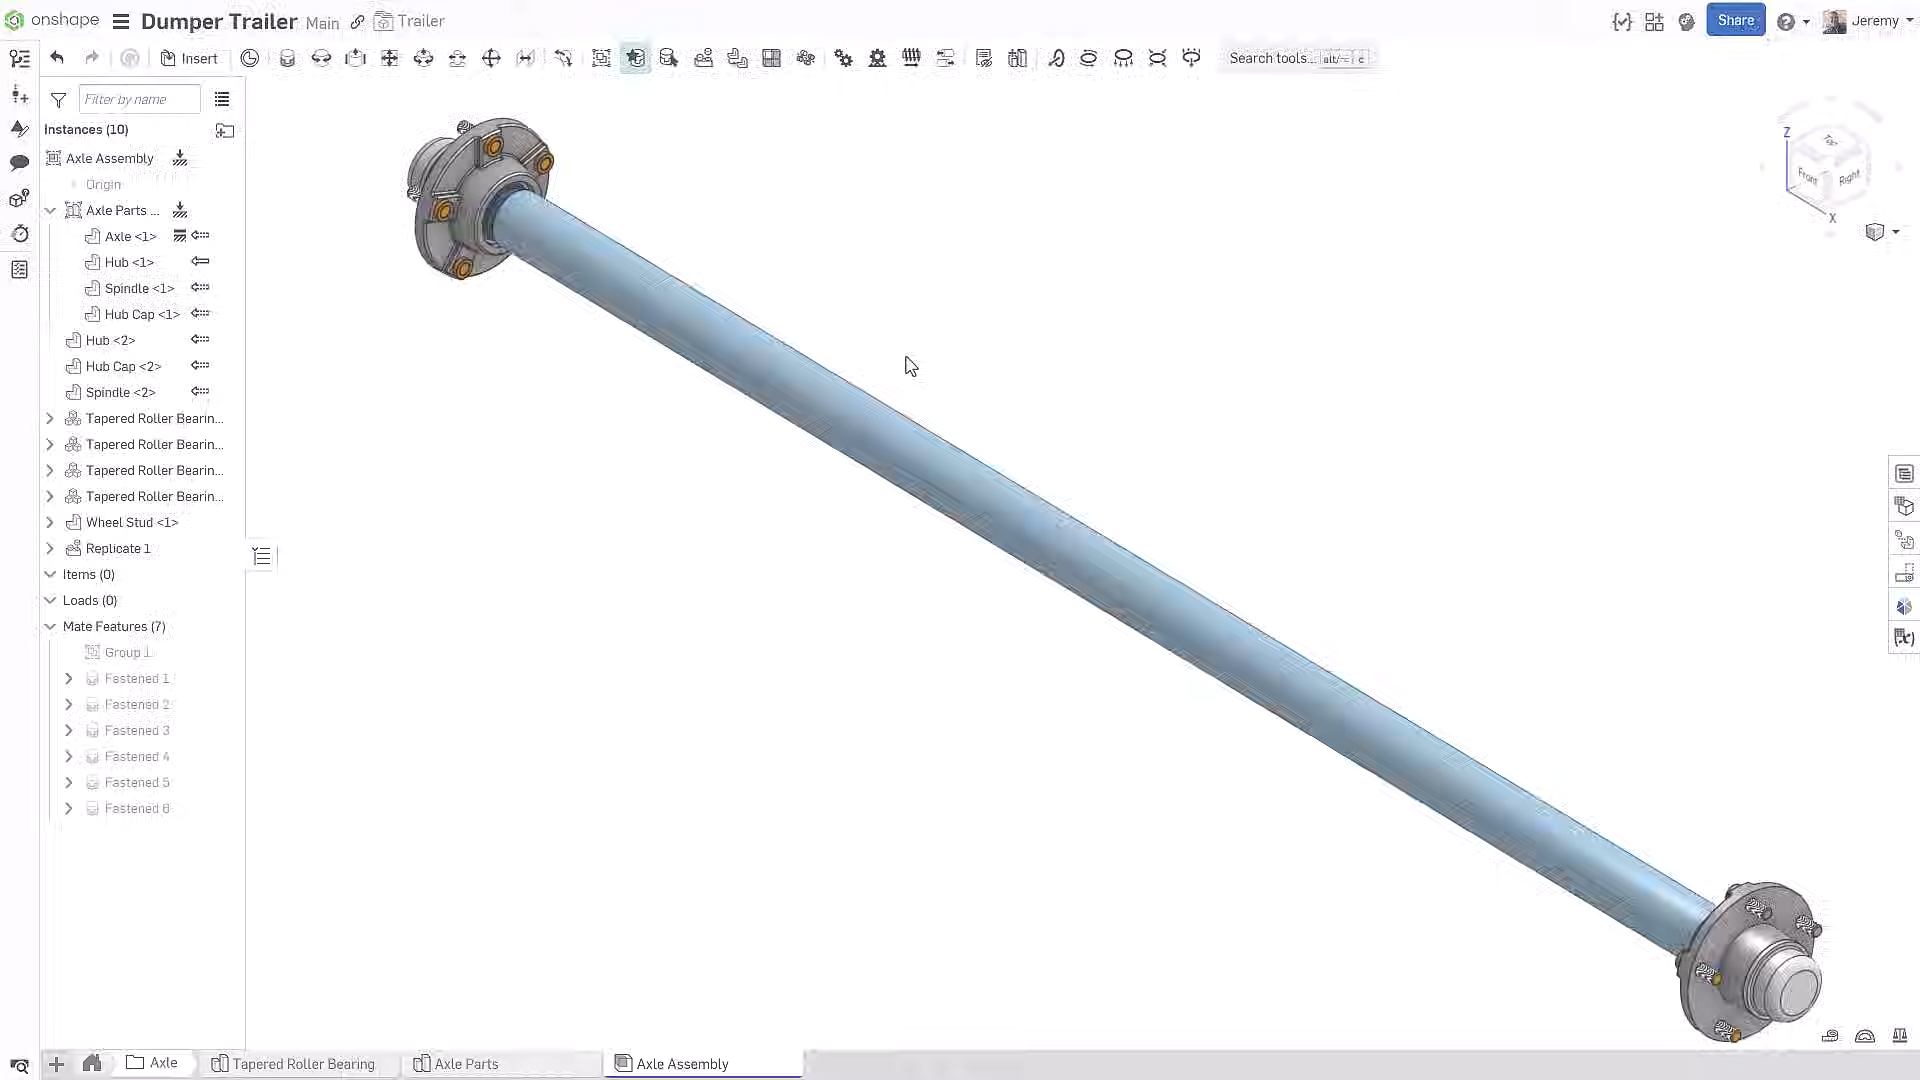 onshape Dumper Trailer Main Trailer Share Jeremy
Insert Search tools... alt/⌥ c
Filter by name
Instances (10)
Axle Assembly
Origin
Axle Parts ...
Axle <1>
Hub <1>
Spindle <1>
Hub Cap <1>
Hub <2>
Hub Cap <2>
Spindle <2>
Tapered Roller Bearin...
Tapered Roller Bearin...
Tapered Roller Bearin...
Tapered Roller Bearin...
Wheel Stud <1>
Replicate 1
Items (0)
Loads (0)
Mate Features (7)
Group 1
Fastened 1
Fastened 2
Fastened 3
Fastened 4
Fastened 5
Fastened 6
Z
Front
Right
X
Axle
Tapered Roller Bearing
Axle Parts
Axle Assembly